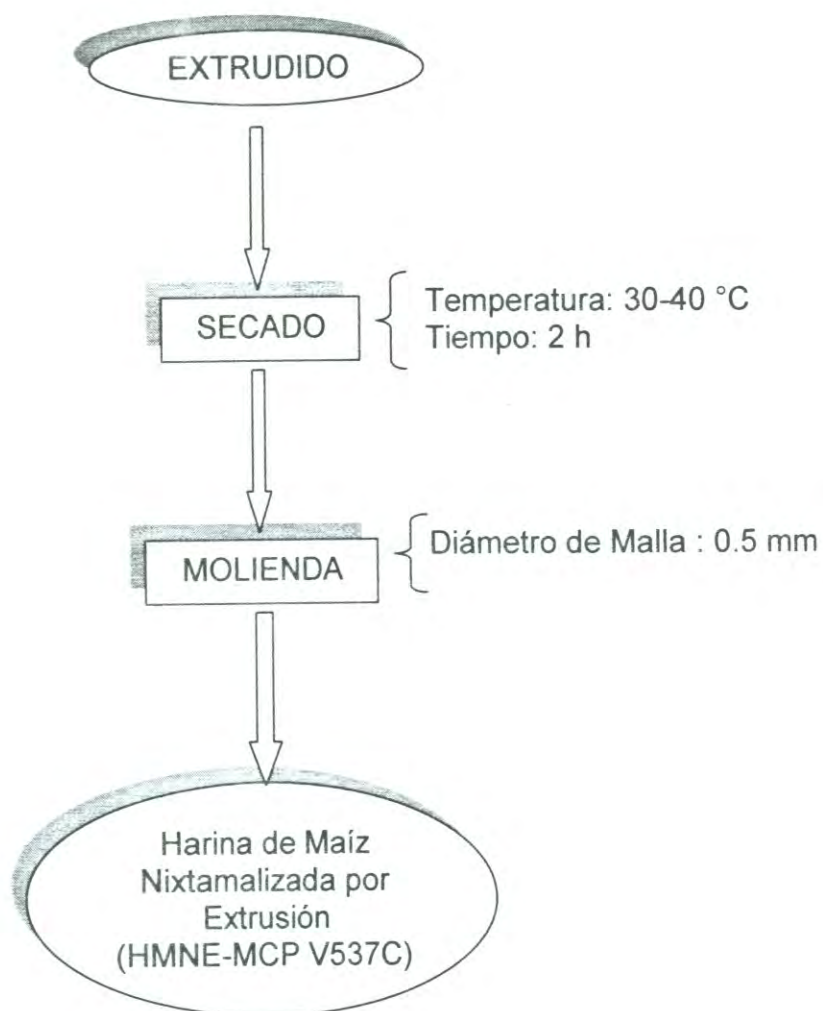 EXTRUDIDO
SECADO
Temperatura: 30-40 °C
Tiempo: 2 h
MOLIENDA
Diámetro de Malla : 0.5 mm
Harina de Maíz
Nixtamalizada por
Extrusión
(HMNE-MCP V537C)